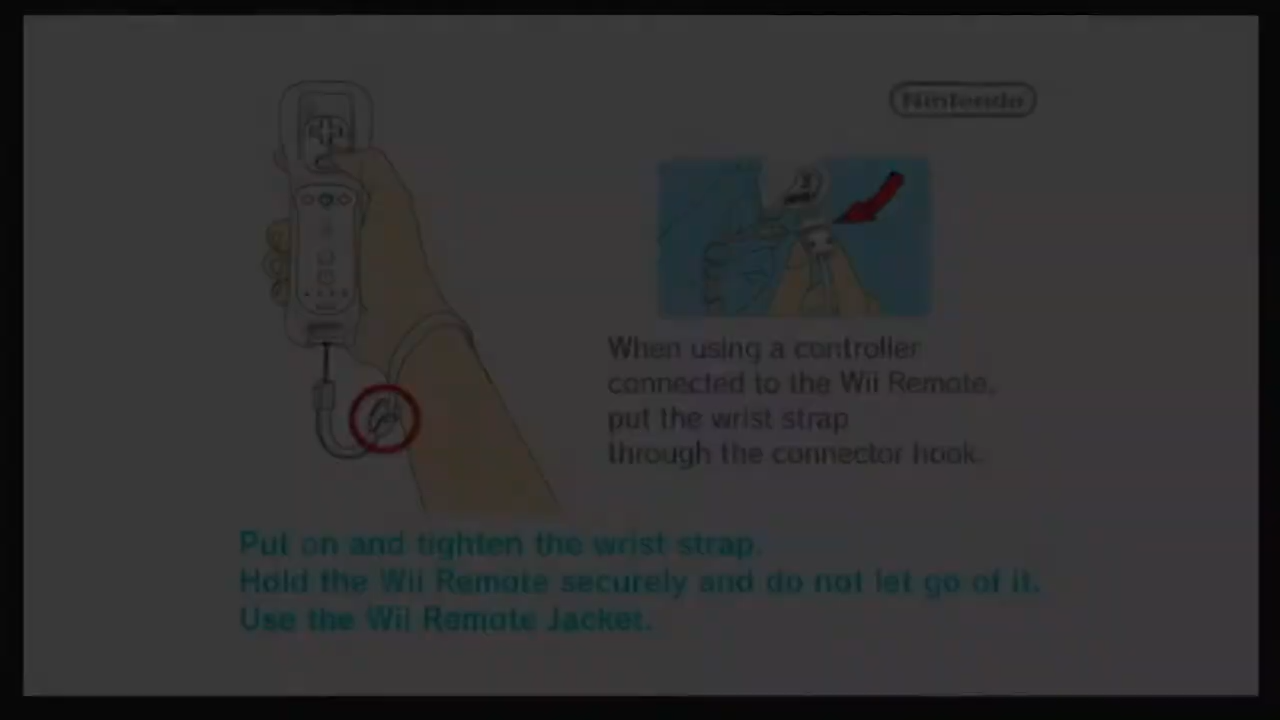 Nintendo
When using a controller
connected to the Wii Remote,
put the wrist strap
through the connector hook.
Put on and tighten the wrist strap.
Hold the Wii Remote securely and do not let go of it.
Use the Wii Remote Jacket.